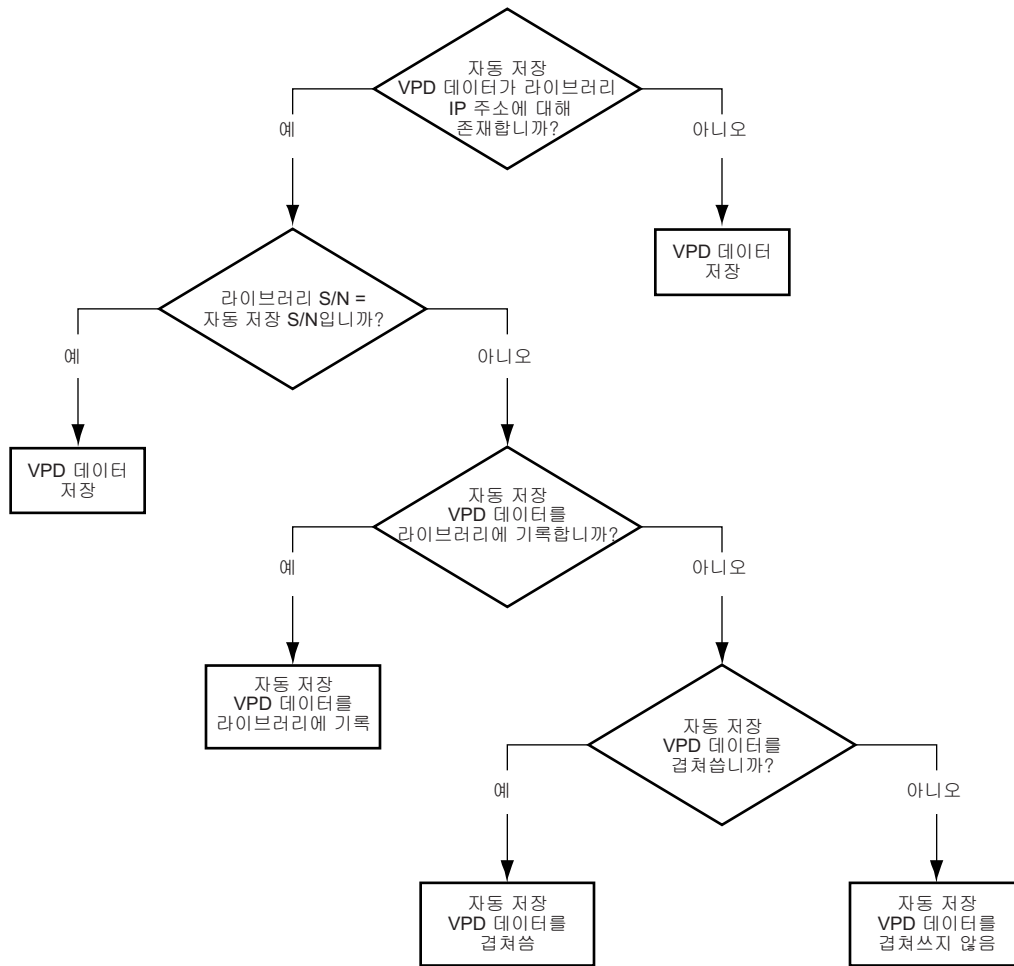 자동 저장
VPD 데이터가 라이브러리
IP 주소에 대해
존재합니까?
예
아니오
VPD 데이터
저장
라이브러리 S/N =
자동 저장 S/N입니까?
예
아니오
VPD 데이터
저장
자동 저장
VPD 데이터를
라이브러리에 기록합니까?
예
아니오
자동 저장
VPD 데이터를
라이브러리에 기록
자동 저장
VPD 데이터를
겹쳐씁니까?
예
아니오
자동 저장
VPD 데이터를
겹쳐씀
자동 저장
VPD 데이터를
겹쳐쓰지 않음